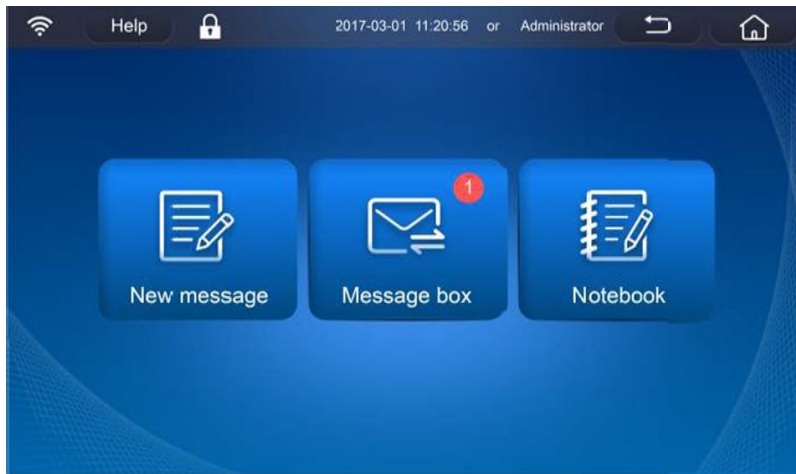 Help 2017-03-01 11:20:56 or Administrator
1
New message Message box Notebook